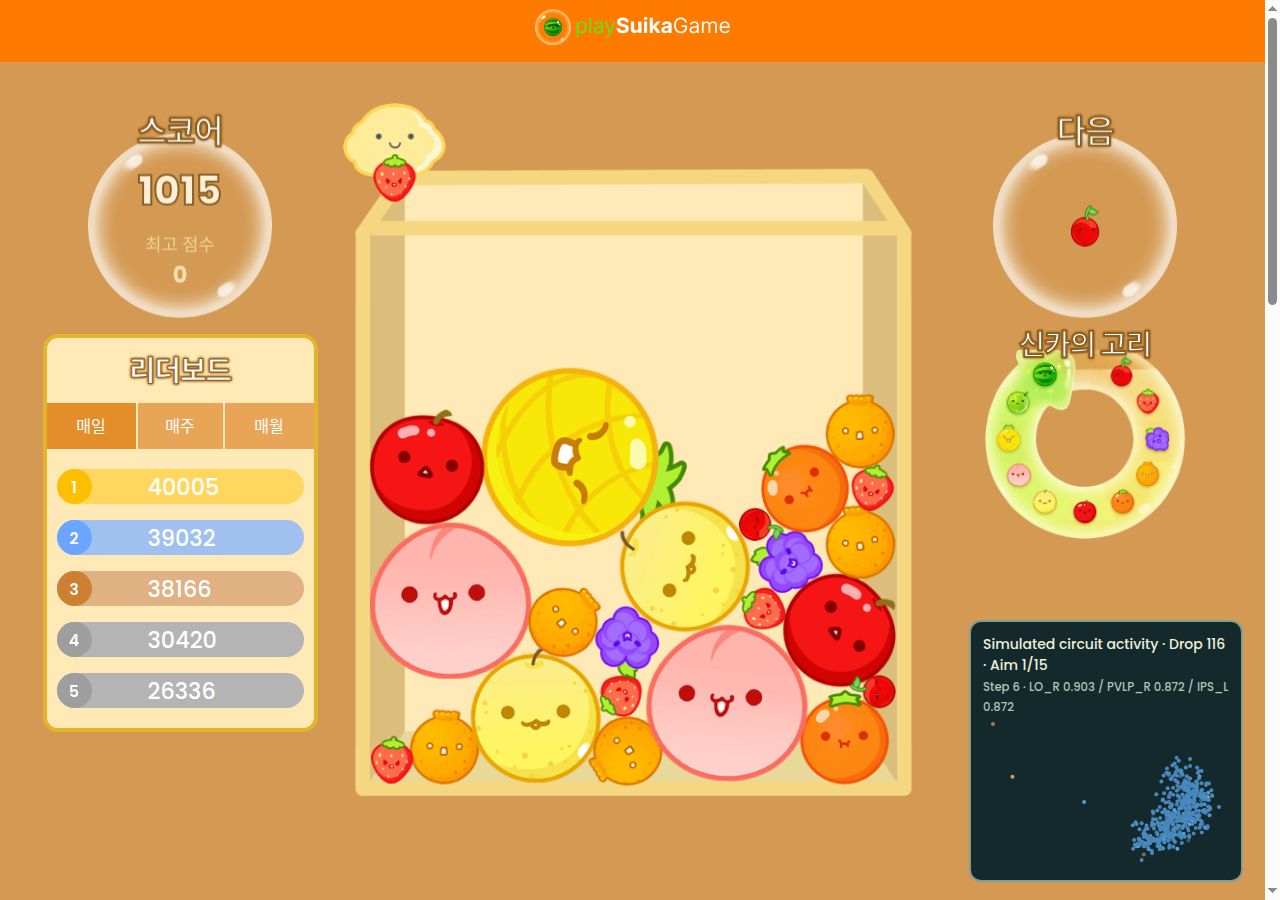 playSuikaGame
스코어
1015
최고 점수
0
다음
신카의 고리
리더보드
매일 매주 매월
1 40005
2 39032
3 38166
4 30420
5 26336
Simulated circuit activity · Drop 116
· Aim 1/15
Step 6 · LO_R 0.903 / PVLP_R 0.872 / IPS_L
0.872